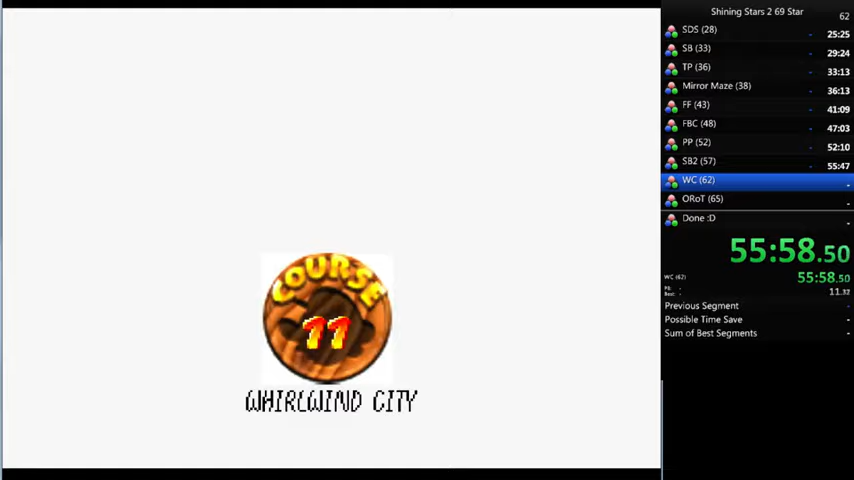 COURSE
11
WHIRLWIND CITY
Shining Stars 2 69 Star
62
SDS (28) - 25:25
SB (33) - 29:24
TP (36) - 33:13
Mirror Maze (38) - 36:13
FF (43) - 41:09
FBC (48) - 47:03
PP (52) - 52:10
SB2 (57) - 55:47
WC (62) -
ORoT (65) -
Done :D -
55:58.50
WC (62) 55:58.50
PB: -
Best: - 11.32
Previous Segment -
Possible Time Save -
Sum of Best Segments -